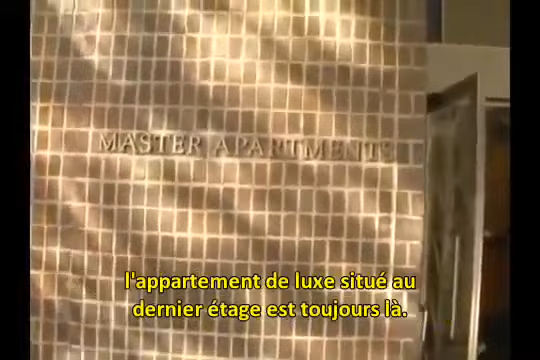 MASTER APARTMENTS
l'appartement de luxe situé au
dernier étage est toujours là.